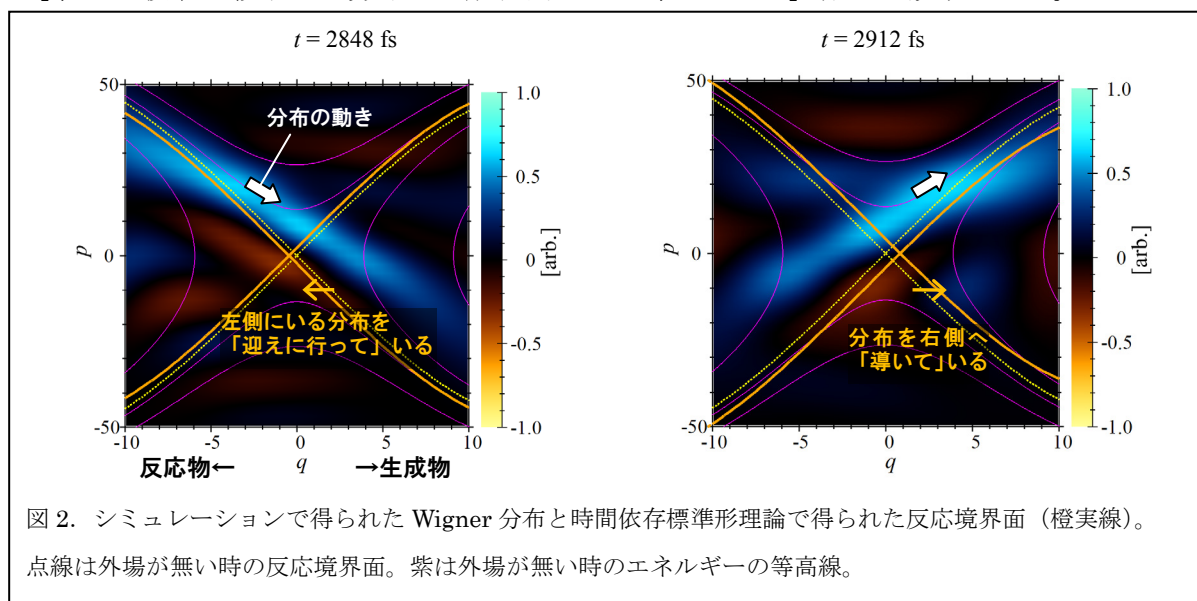 t = 2848 fs
t = 2912 fs
50
0
-50
p
-10
-5
0
5
10
q
反応物←
→生成物
分布の動き
左側にいる分布を
「迎えに行って」いる
1.0
0.5
0
-0.5
-1.0
[arb.]
50
0
-50
p
-10
-5
0
5
10
q
分布を右側へ
「導いて」いる
1.0
0.5
0
-0.5
-1.0
[arb.]
図 2．シミュレーションで得られた Wigner 分布と時間依存標準形理論で得られた反応境界面（橙実線）。
点線は外場が無い時の反応境界面。紫は外場が無い時のエネルギーの等高線。